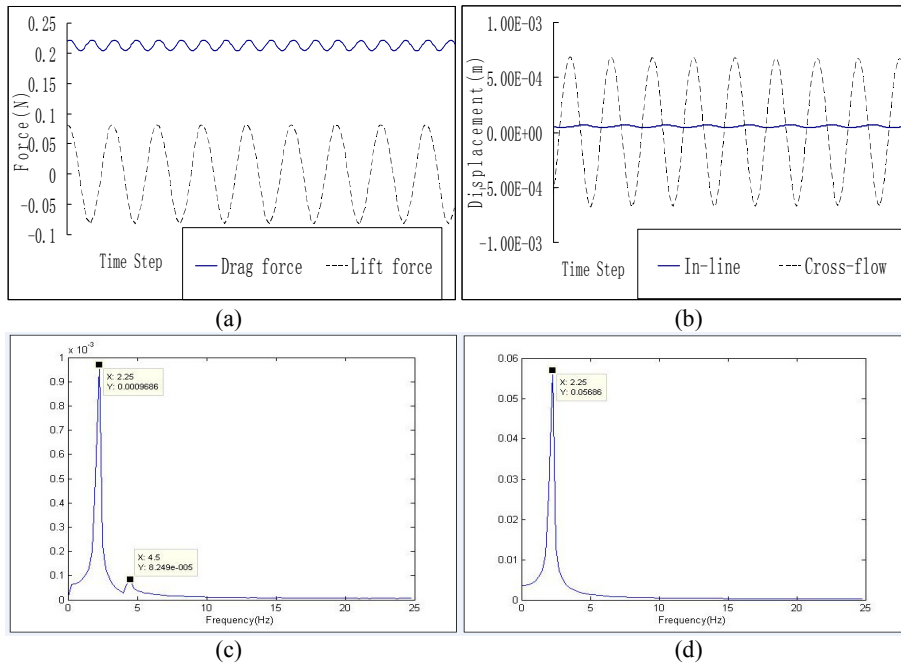 0.25
0.2
0.15
0.1
0.05
0
-0.05
-0.1
Force(N)
Time Step
Drag force
Lift force
(a)
1.00E-03
5.00E-04
0.00E+00
-5.00E-04
-1.00E-03
Displacement(m)
Time Step
In-line
Cross-flow
(b)
x 10-3
1
0.9
0.8
0.7
0.6
0.5
0.4
0.3
0.2
0.1
0
X: 2.25
Y: 0.0009686
X: 4.5
Y: 8.249e-005
0 5 10 15 20 25
Frequency(Hz)
(c)
0.06
0.05
0.04
0.03
0.02
0.01
0
X: 2.25
Y: 0.05686
0 5 10 15 20 25
Frequency(Hz)
(d)